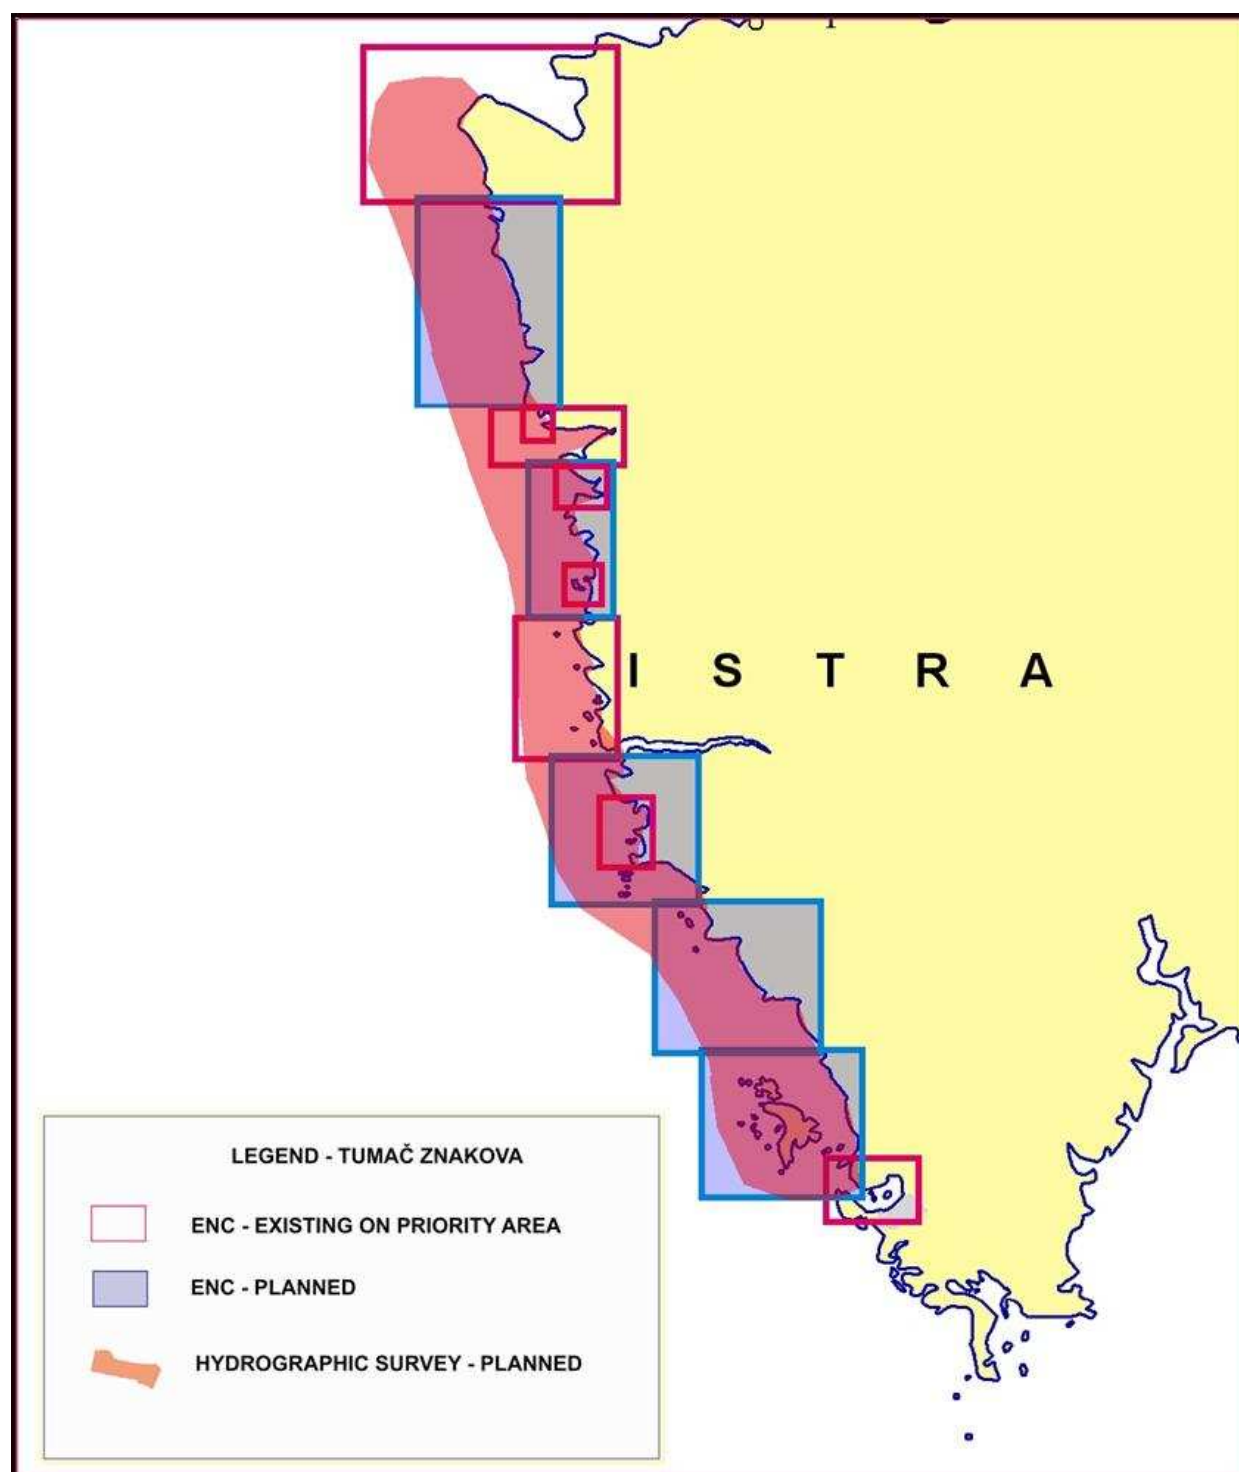 I S T R A
LEGEND - TUMAČ ZNAKOVA
ENC - EXISTING ON PRIORITY AREA
ENC - PLANNED
HYDROGRAPHIC SURVEY - PLANNED